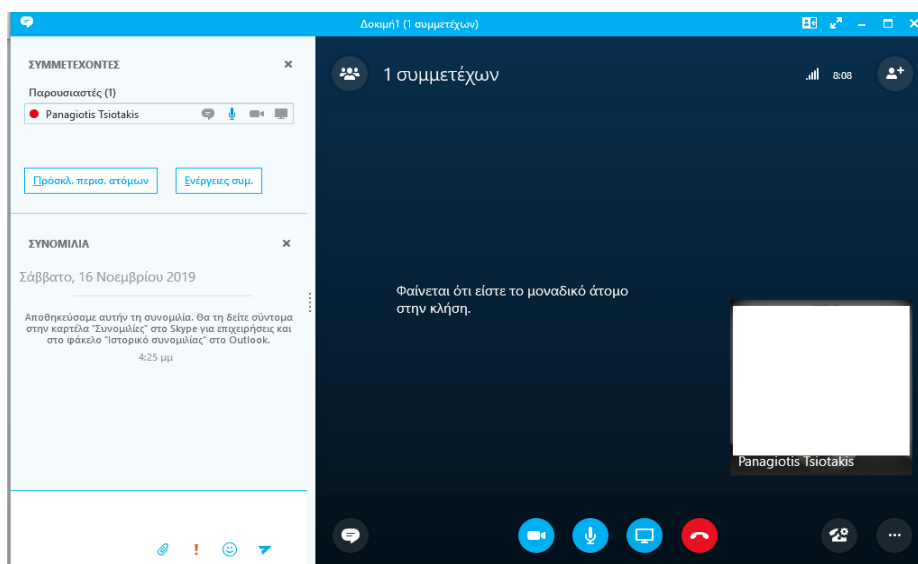 Δοκιμή1 (1 συμμετέχων)
ΣΥΜΜΕΤΕΧΟΝΤΕΣ
Παρουσιαστές (1)
Panagiotis Tsiotakis
Πρόσκλ. περισ. ατόμων
Ενέργειες συμ.
ΣΥΝΟΜΙΛΙΑ
Σάββατο, 16 Νοεμβρίου 2019
Αποθηκεύσαμε αυτήν τη συνομιλία. Θα τη δείτε σύντομα
στην καρτέλα "Συνομιλίες" στο Skype για επιχειρήσεις και
στο φάκελο "Ιστορικό συνομιλίας" στο Outlook.
4:25 μμ
1 συμμετέχων
8:08
Φαίνεται ότι είστε το μοναδικό άτομο
στην κλήση.
Panagiotis Tsiotakis